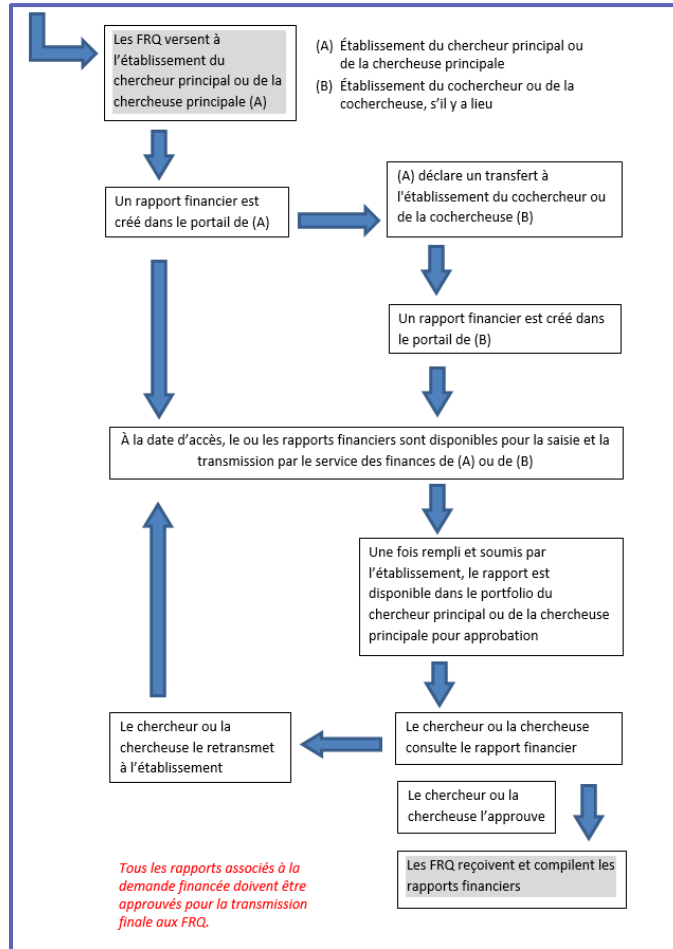 Les FRQ versent à
l’établissement du
chercheur principal ou de la
chercheuse principale (A)
(A) Établissement du chercheur principal ou
de la chercheuse principale
(B) Établissement du cochercheur ou de la
cochercheuse, s’il y a lieu
Un rapport financier est
créé dans le portail de (A)
(A) déclare un transfert à
l'établissement du cochercheur ou
de la cochercheuse (B)
Un rapport financier est créé dans
le portail de (B)
À la date d’accès, le ou les rapports financiers sont disponibles pour la saisie et la
transmission par le service des finances de (A) ou de (B)
Une fois rempli et soumis par
l’établissement, le rapport est
disponible dans le portfolio du
chercheur principal ou de la chercheuse
principale pour approbation
Le chercheur ou la
chercheuse le retransmet
à l’établissement
Le chercheur ou la chercheuse
consulte le rapport financier
Le chercheur ou la
chercheuse l’approuve
Les FRQ reçoivent et compilent les
rapports financiers
Tous les rapports associés à la
demande financée doivent être
approuvés pour la transmission
finale aux FRQ.